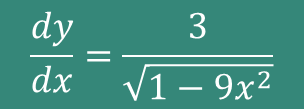 dy/dx = 3/√(1 − 9x²)